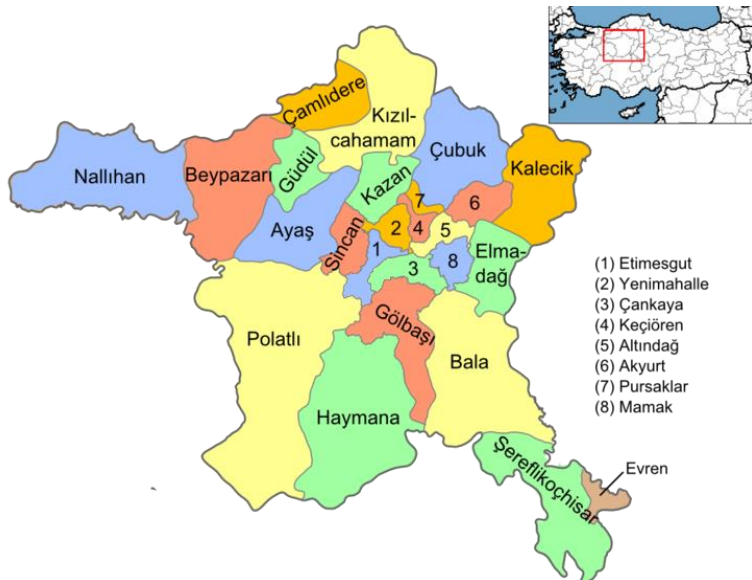 Çamlıdere
Kızıl-
cahamam
Çubuk
Kalecik
Nallıhan
Beypazarı
Güdül
Kazan
7
6
Ayaş
Sincan
2
4
5
1
3
8
Elma-
dağ
Gölbaşı
Polatlı
Bala
Haymana
Şereflikoçhisar
Evren
(1) Etimesgut
(2) Yenimahalle
(3) Çankaya
(4) Keçiören
(5) Altındağ
(6) Akyurt
(7) Pursaklar
(8) Mamak